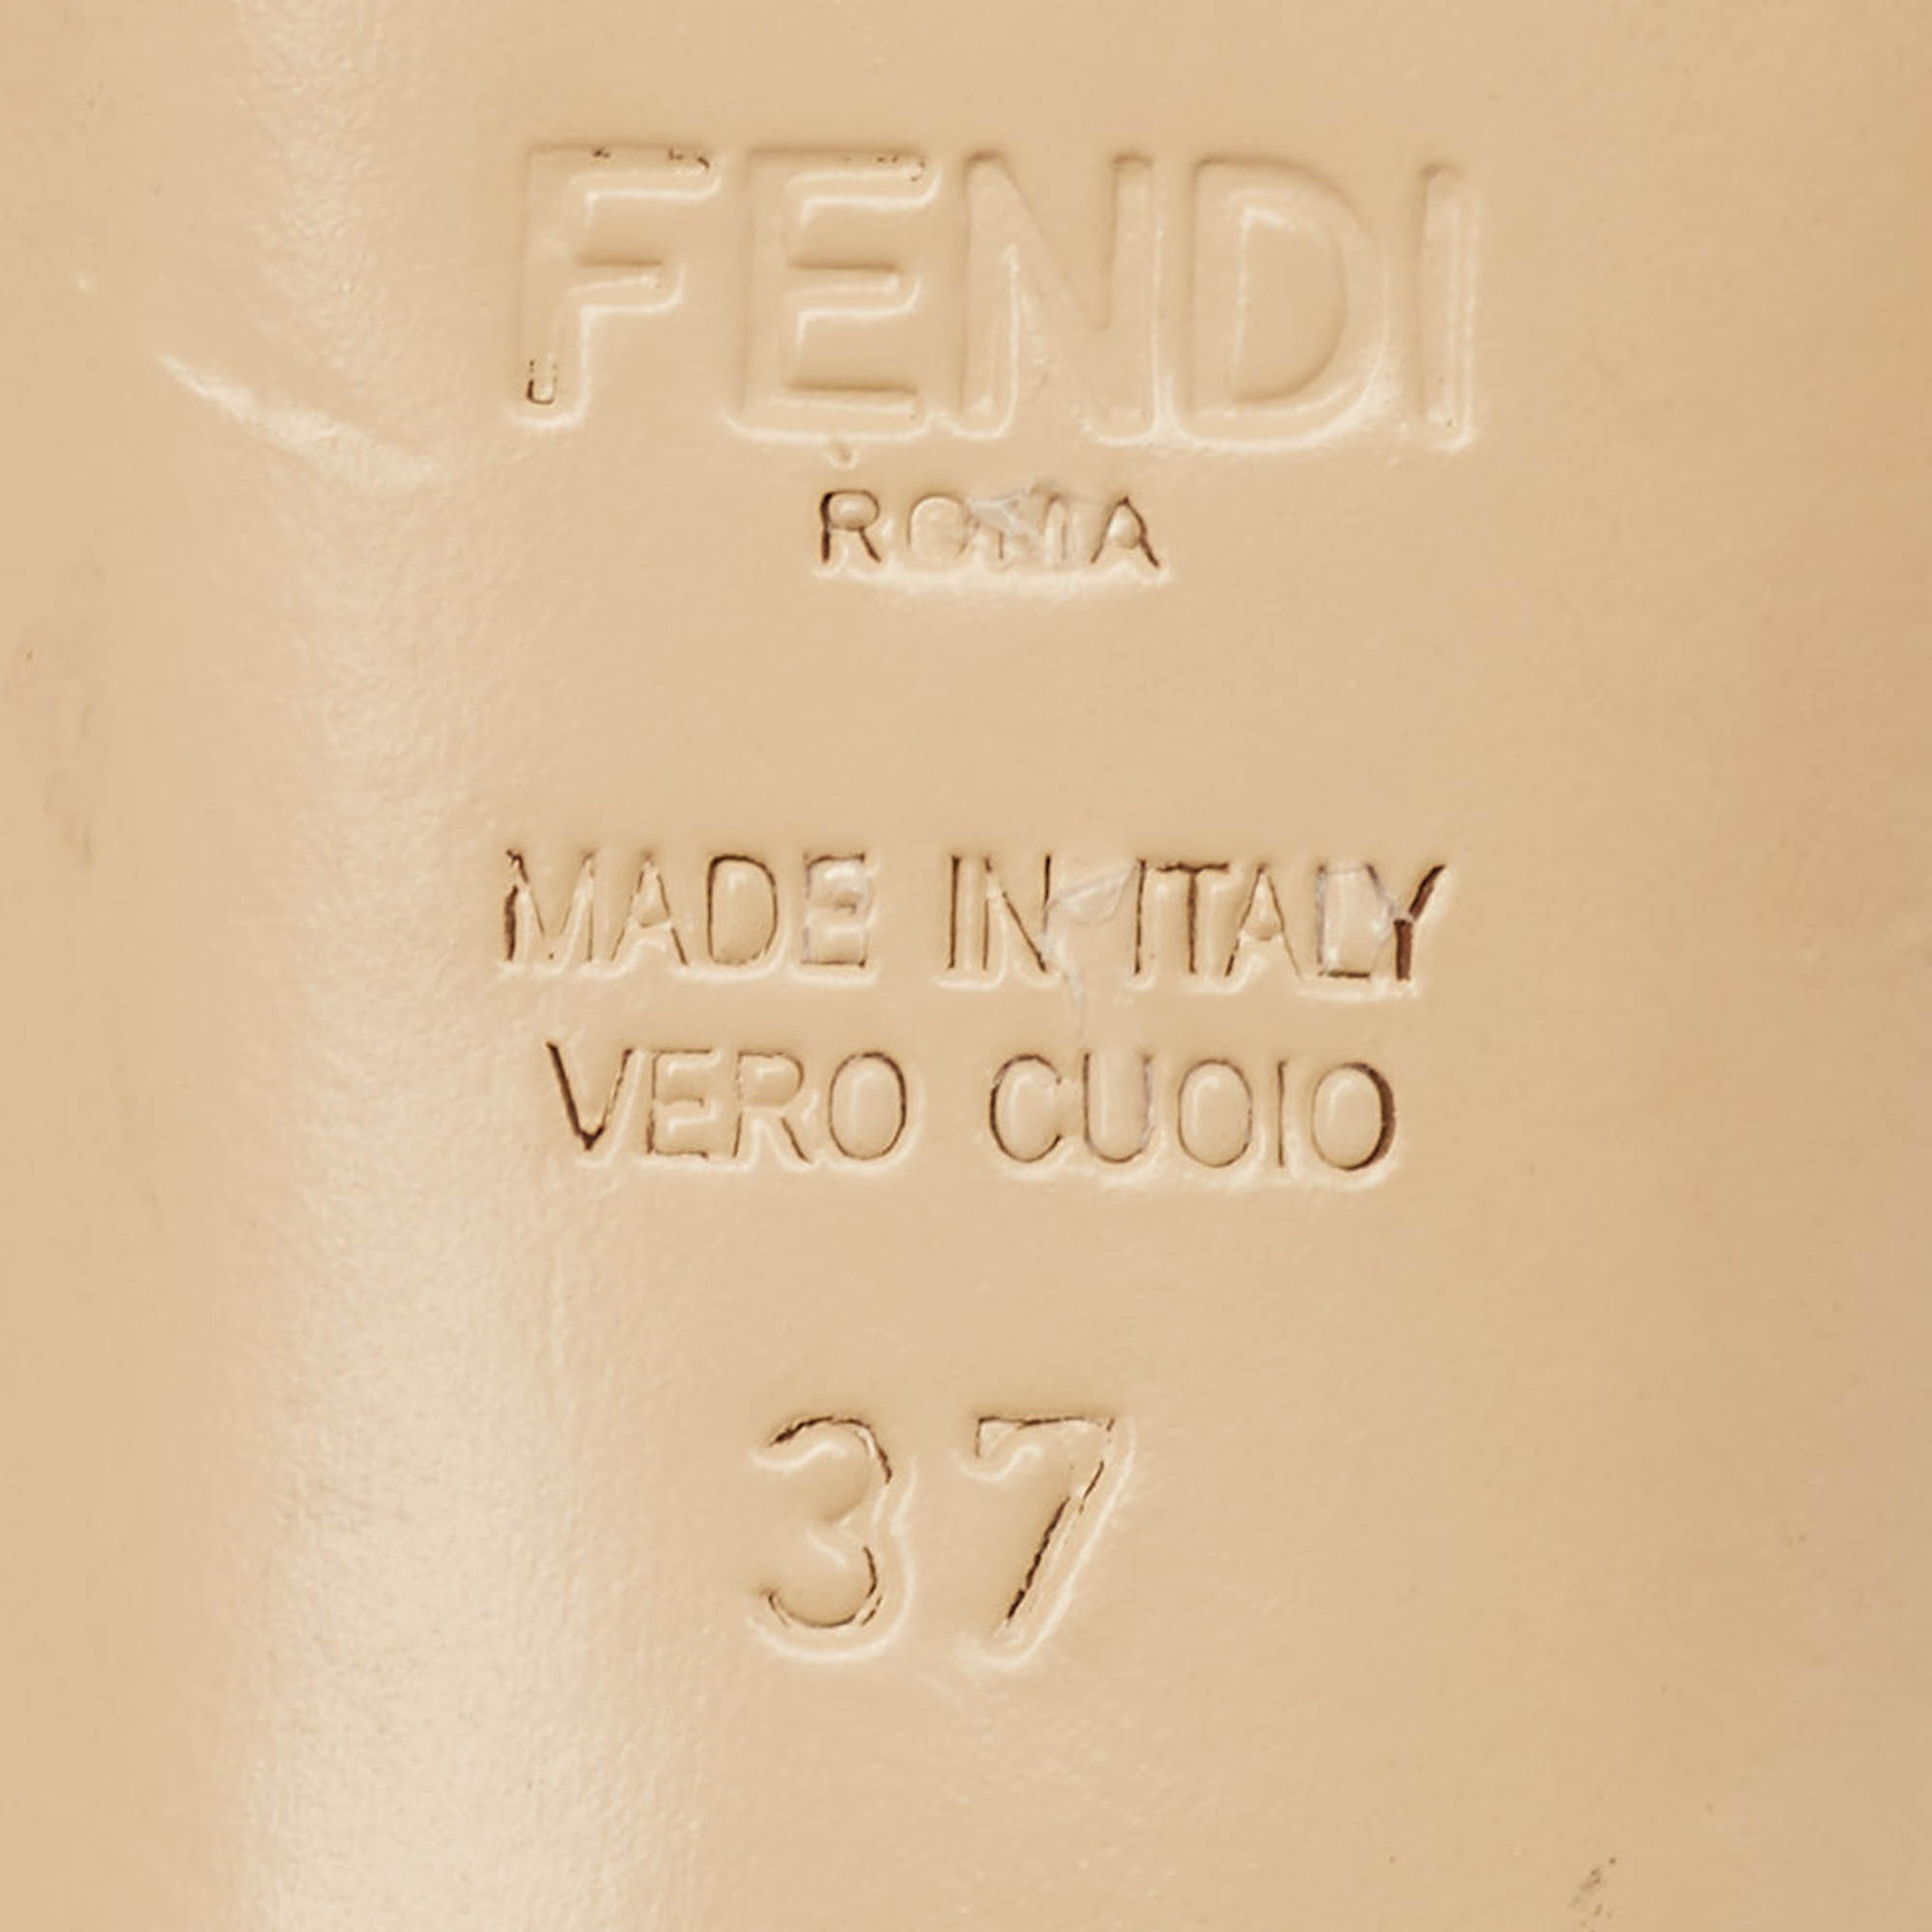 FENDI
ROMA
MADE IN ITALY
VERO CUOIO
37